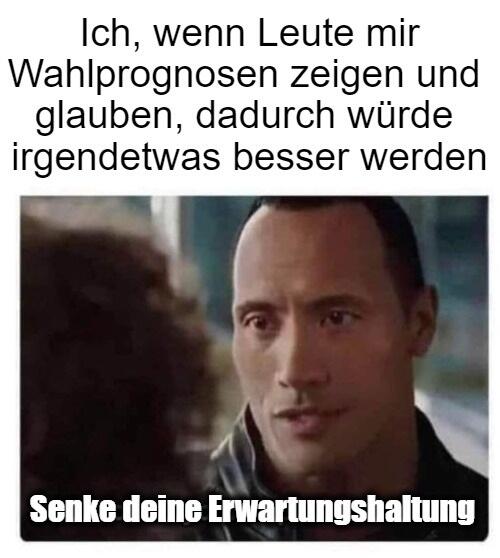 Ich, wenn Leute mir
Wahlprognosen zeigen und
glauben, dadurch würde
irgendetwas besser werden
Senke deine Erwartungshaltung